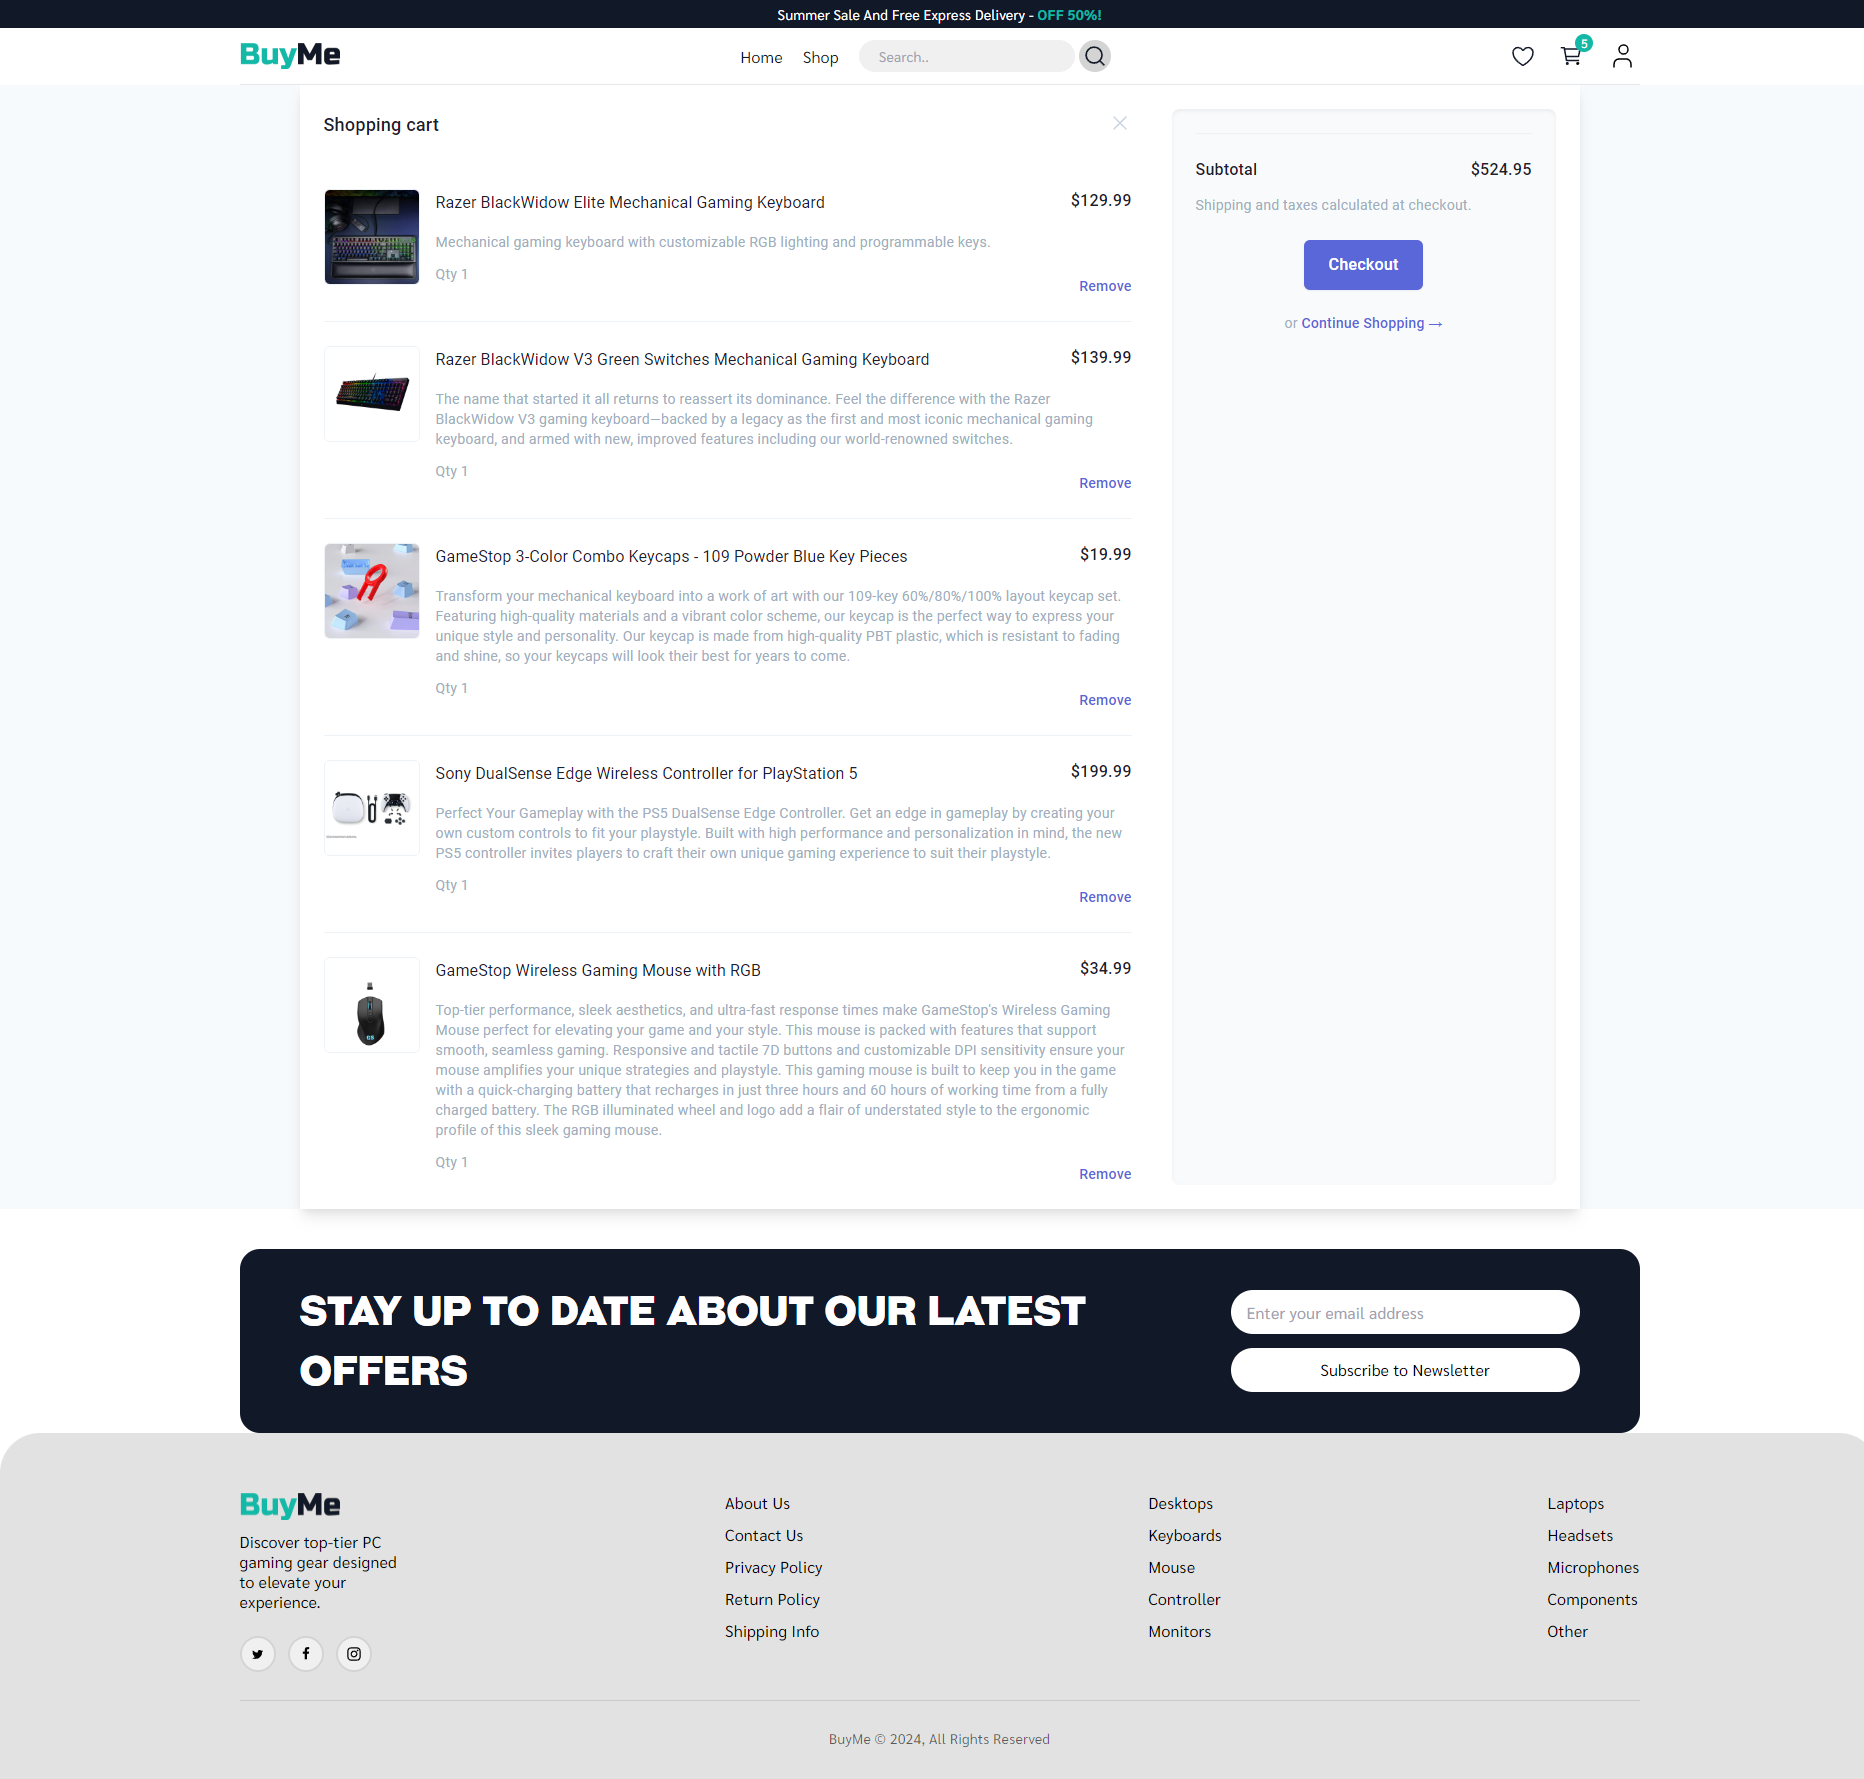 Summer Sale And Free Express Delivery - OFF 50%!
BuyMe
Home
Shop
Search..
5
Shopping cart
Razer BlackWidow Elite Mechanical Gaming Keyboard
$129.99
Mechanical gaming keyboard with customizable RGB lighting and programmable keys.
Qty 1
Remove
Razer BlackWidow V3 Green Switches Mechanical Gaming Keyboard
$139.99
The name that started it all returns to reassert its dominance. Feel the difference with the Razer
BlackWidow V3 gaming keyboard—backed by a legacy as the first and most iconic mechanical gaming
keyboard, and armed with new, improved features including our world-renowned switches.
Qty 1
Remove
GameStop 3-Color Combo Keycaps - 109 Powder Blue Key Pieces
$19.99
Transform your mechanical keyboard into a work of art with our 109-key 60%/80%/100% layout keycap set.
Featuring high-quality materials and a vibrant color scheme, our keycap is the perfect way to express your
unique style and personality. Our keycap is made from high-quality PBT plastic, which is resistant to fading
and shine, so your keycaps will look their best for years to come.
Qty 1
Remove
Sony DualSense Edge Wireless Controller for PlayStation 5
$199.99
Perfect Your Gameplay with the PS5 DualSense Edge Controller. Get an edge in gameplay by creating your
own custom controls to fit your playstyle. Built with high performance and personalization in mind, the new
PS5 controller invites players to craft their own unique gaming experience to suit their playstyle.
Qty 1
Remove
GameStop Wireless Gaming Mouse with RGB
$34.99
Top-tier performance, sleek aesthetics, and ultra-fast response times make GameStop's Wireless Gaming
Mouse perfect for elevating your game and your style. This mouse is packed with features that support
smooth, seamless gaming. Responsive and tactile 7D buttons and customizable DPI sensitivity ensure your
mouse amplifies your unique strategies and playstyle. This gaming mouse is built to keep you in the game
with a quick-charging battery that recharges in just three hours and 60 hours of working time from a fully
charged battery. The RGB illuminated wheel and logo add a flair of understated style to the ergonomic
profile of this sleek gaming mouse.
Qty 1
Remove
GS
Subtotal
$524.95
Shipping and taxes calculated at checkout.
Checkout
or Continue Shopping →
STAY UP TO DATE ABOUT OUR LATEST
OFFERS
Enter your email address
Subscribe to Newsletter
BuyMe
Discover top-tier PC
gaming gear designed
to elevate your
experience.
About Us
Contact Us
Privacy Policy
Return Policy
Shipping Info
Desktops
Keyboards
Mouse
Controller
Monitors
Laptops
Headsets
Microphones
Components
Other
BuyMe © 2024, All Rights Reserved